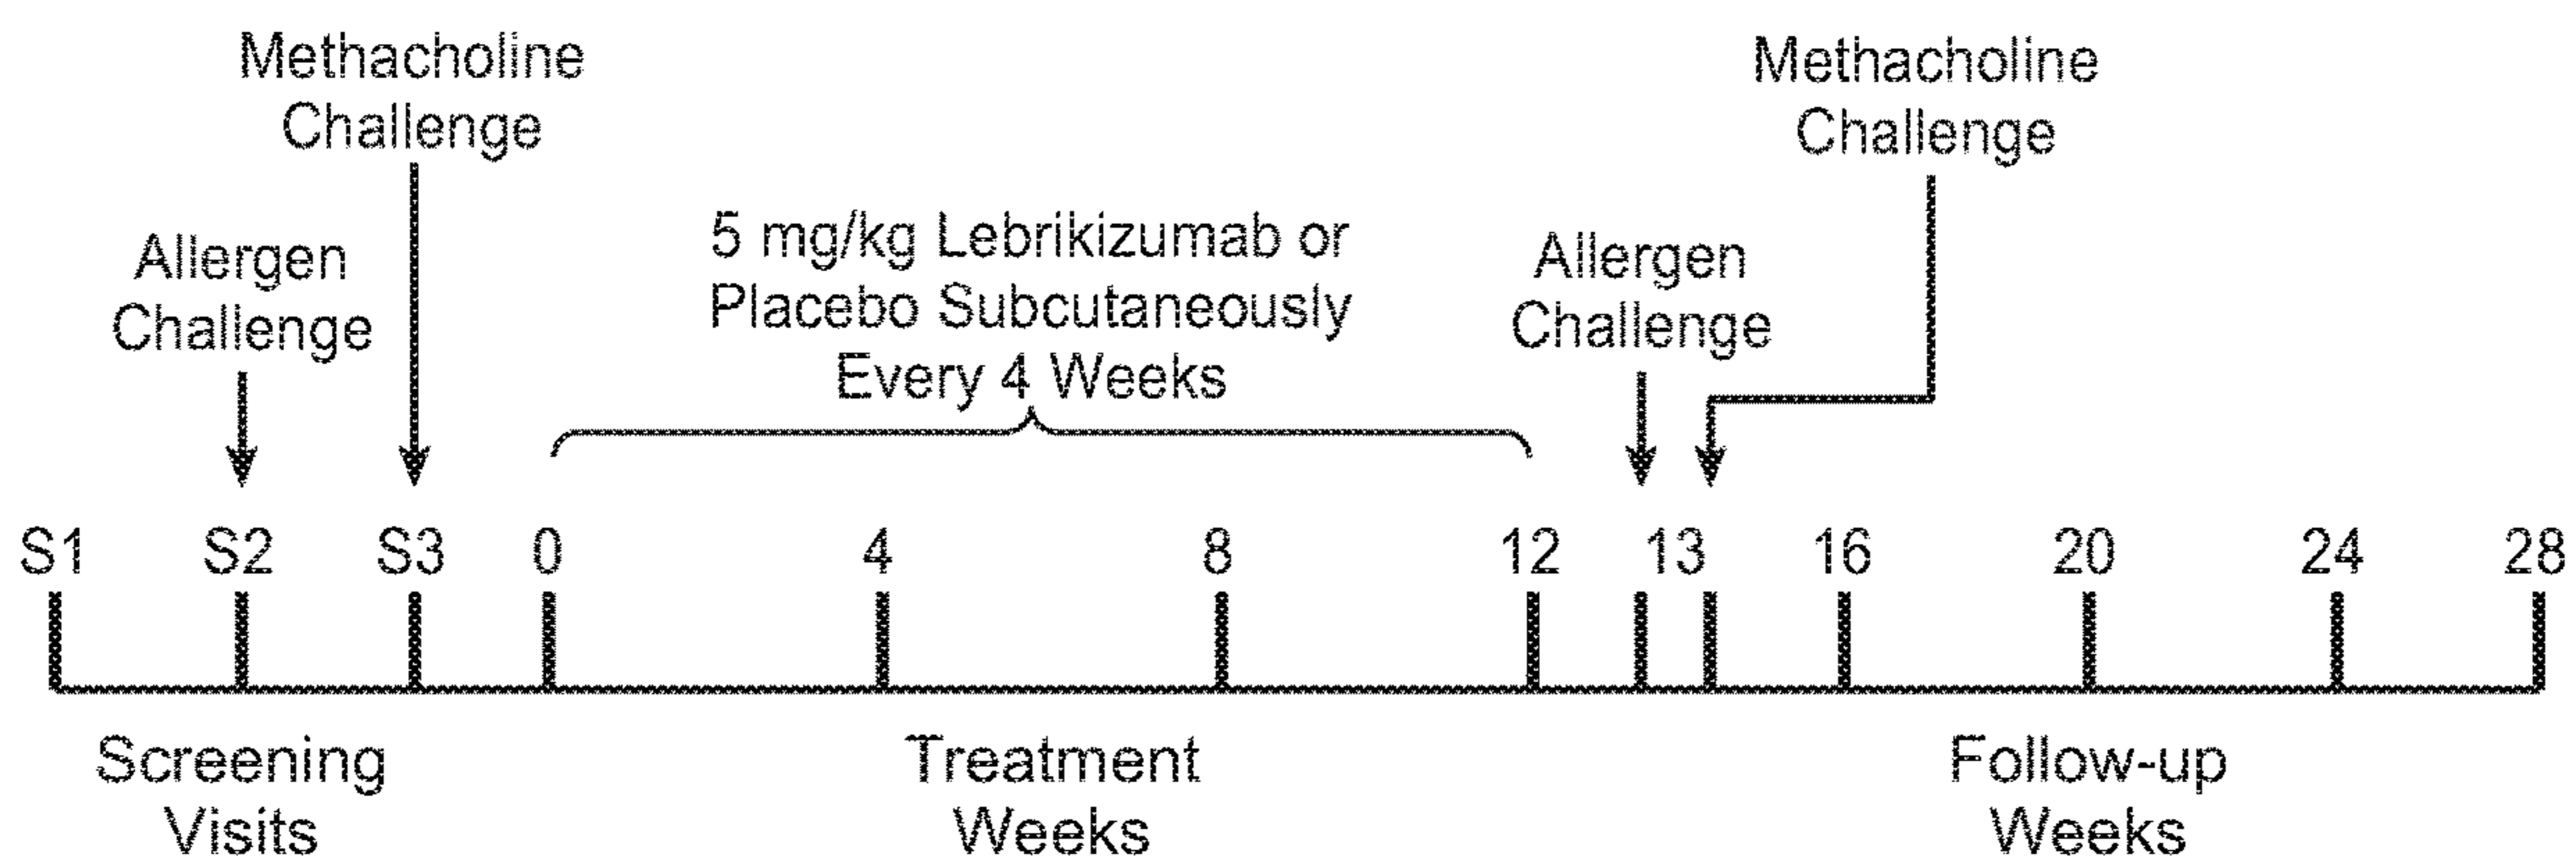 Methacholine
Challenge
Methacholine
Challenge
Allergen
Challenge
5 mg/kg Lebrikizumab or
Placebo Subcutaneously
Every 4 Weeks
Allergen
Challenge
S1 S2 S3 0 4 8 12 13 16 20 24 28
Screening
Visits
Treatment
Weeks
Follow-up
Weeks